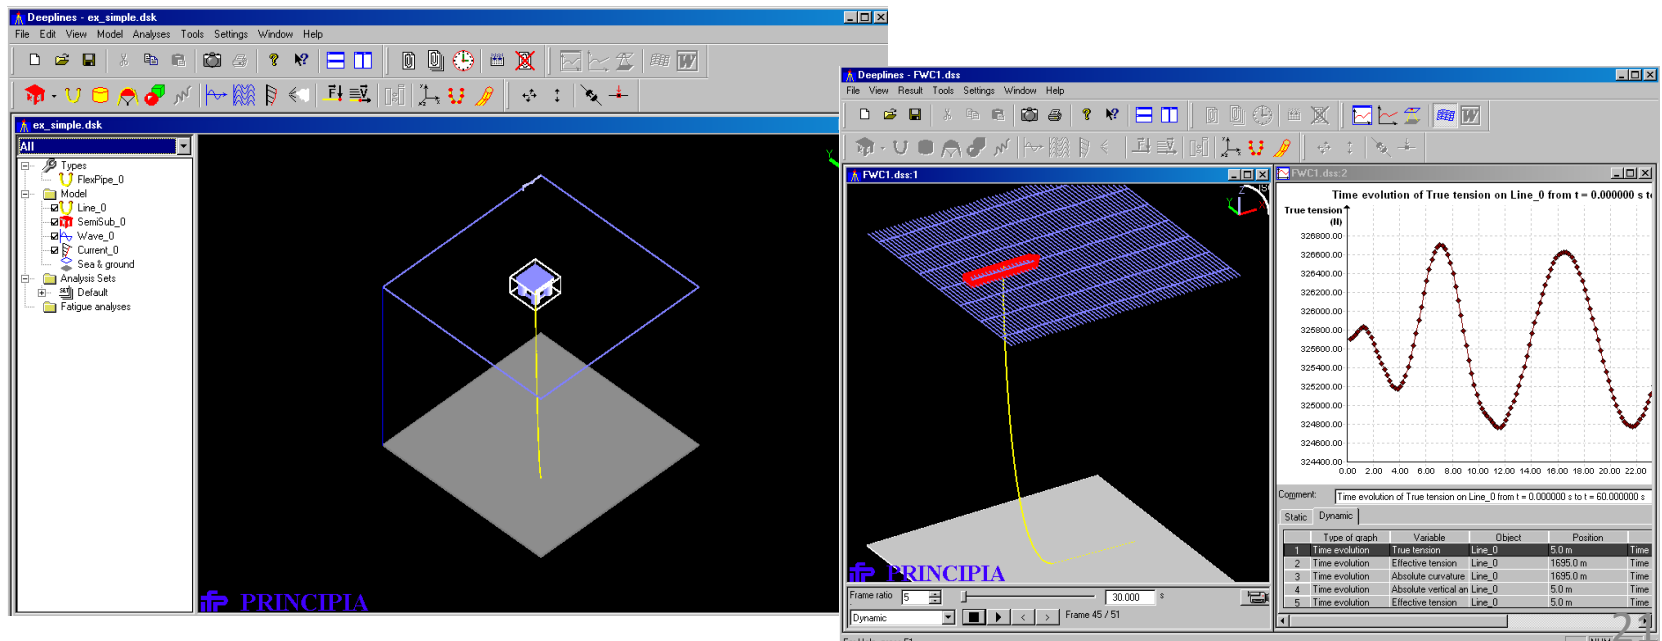 Deeplines - ex_simple.dsk
File Edit View Model Analyses Tools Settings Window Help
ex_simple.dsk
All
Types
FlexPipe_0
Model
Line_0
SemiSub_0
Wave_0
Current_0
Sea & ground
Analysis Sets
Default
Fatigue analyses
Y
ifp PRINCIPIA
Deeplines - FWC1.dss
File View Result Tools Settings Window Help
FWC1.dss:1
Z
Y
ifp PRINCIPIA
Frame ratio 5 30.000 s
Dynamic Frame 45 / 51
FWC1.dss:2
Time evolution of True tension on Line_0 from t = 0.000000 s to
True tension
(N)
326800.00
326600.00
326400.00
326200.00
326000.00
325800.00
325600.00
325400.00
325200.00
325000.00
324800.00
324600.00
324400.00
0.00 2.00 4.00 6.00 8.00 10.00 12.00 14.00 16.00 18.00 20.00 22.00
Comment: Time evolution of True tension on Line_0 from t = 0.000000 s to t = 60.000000 s
Static Dynamic
Type of graph Variable Object Position
1 Time evolution True tension Line_0 5.0 m Time
2 Time evolution Effective tension Line_0 1695.0 m Time
3 Time evolution Absolute curvature Line_0 1695.0 m Time
4 Time evolution Absolute vertical an Line_0 5.0 m Time
5 Time evolution Effective tension Line_0 5.0 m Time
21